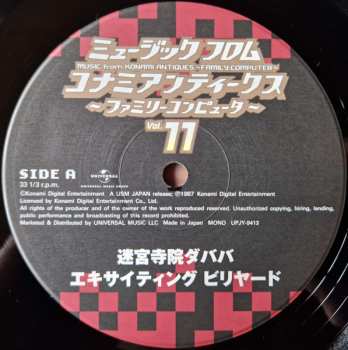 ミュージック フロム
MUSIC from KONAMI ANTIQUES ~FAMILY COMPUTER~
コナミアンティークス
～ファミリーコンピュータ～
Vol. 11
SIDE A
33 1/3 r.p.m.
UNIVERSAL
UNIVERSAL MUSIC GROUP
©Konami Digital Entertainment A USM JAPAN release; ℗1987 Konami Digital Entertainment
Licensed by Konami Digital Entertainment Co., Ltd.
All rights of the producer and of the owner of the work reproduced reserved. Unauthorized copying, hiring, lending,
public performance and broadcasting of this record prohibited.
Marketed & Distributed by UNIVERSAL MUSIC LLC Made in Japan MONO UPJY-9413
迷宮寺院ダババ
エキサイティング ビリヤード